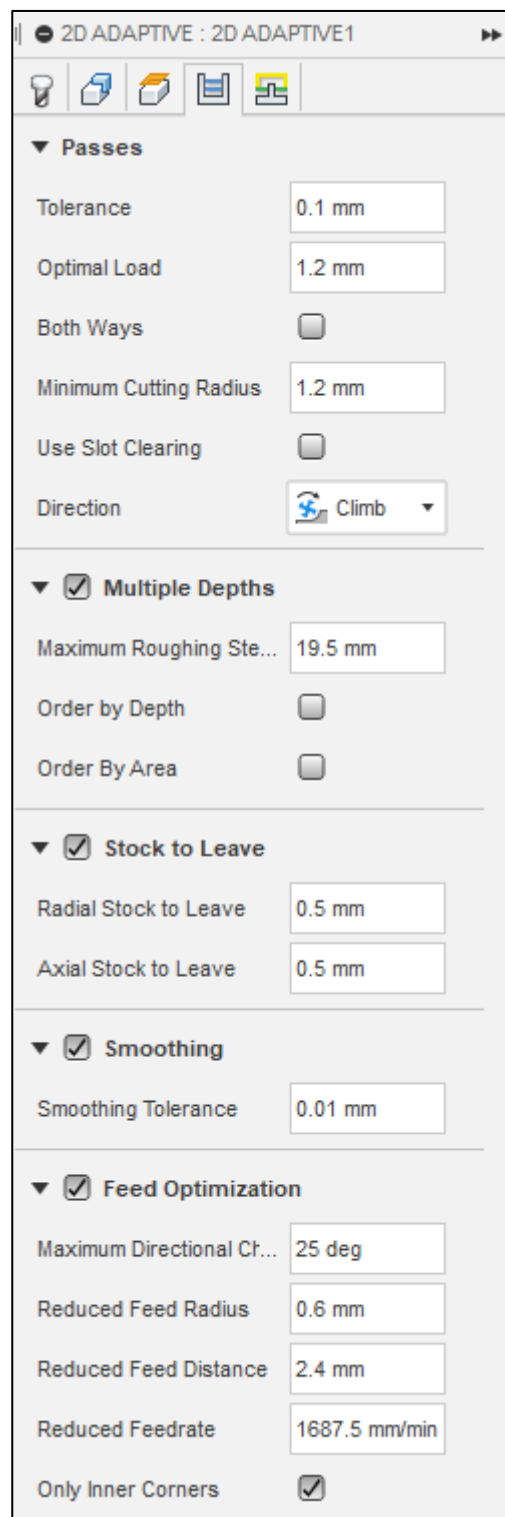 2D ADAPTIVE : 2D ADAPTIVE1
Passes
Tolerance 0.1 mm
Optimal Load 1.2 mm
Both Ways
Minimum Cutting Radius 1.2 mm
Use Slot Clearing
Direction Climb
Multiple Depths
Maximum Roughing Ste... 19.5 mm
Order by Depth
Order By Area
Stock to Leave
Radial Stock to Leave 0.5 mm
Axial Stock to Leave 0.5 mm
Smoothing
Smoothing Tolerance 0.01 mm
Feed Optimization
Maximum Directional Ch... 25 deg
Reduced Feed Radius 0.6 mm
Reduced Feed Distance 2.4 mm
Reduced Feedrate 1687.5 mm/min
Only Inner Corners